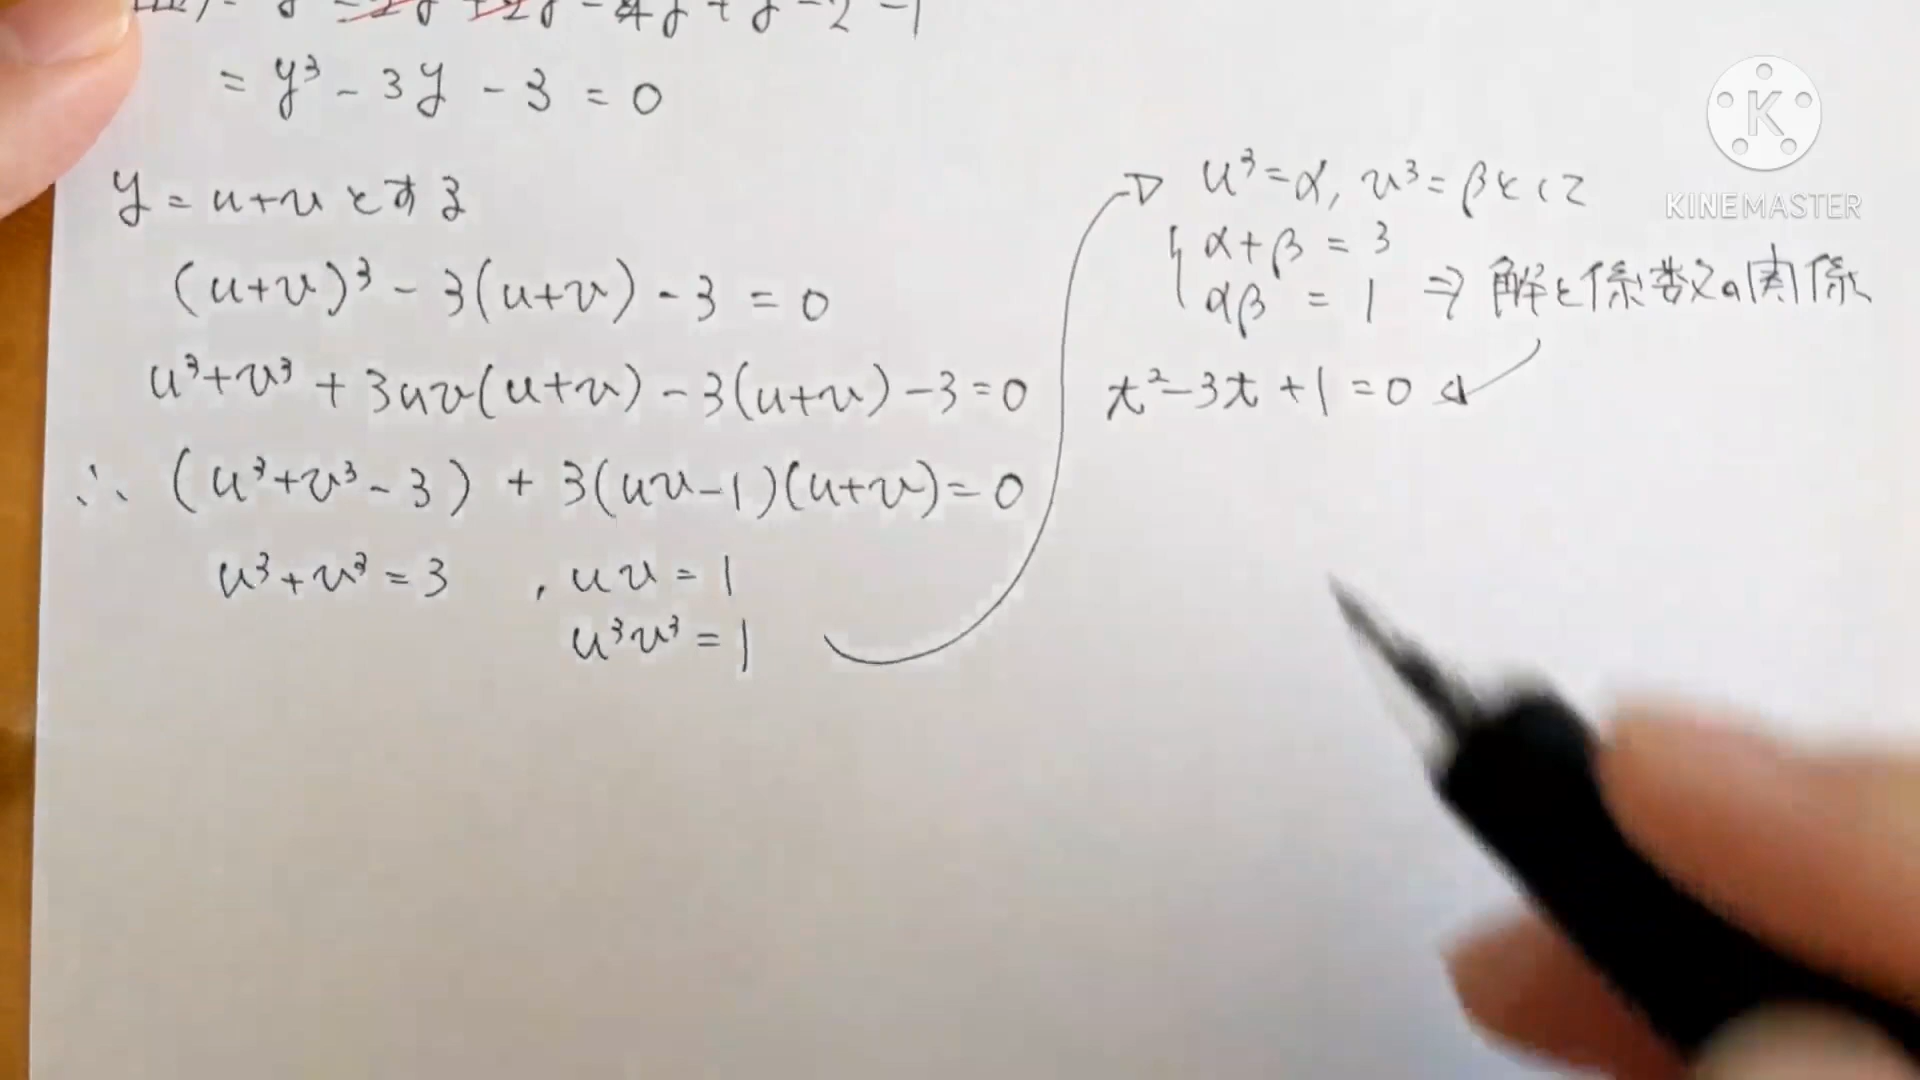 = y³ - 3y - 3 = 0
y = u+v とする
(u+v)³ - 3(u+v) - 3 = 0
u³+v³ + 3uv(u+v) - 3(u+v) - 3 = 0
∴ (u³+v³-3) + 3(uv-1)(u+v) = 0
u³+v³ = 3 , uv = 1
u³v³ = 1
u³=α, v³=βとくと
{ α+β = 3
αβ = 1 ⇒ 解と係数の関係
t²-3t+1=0
K
KINEMASTER